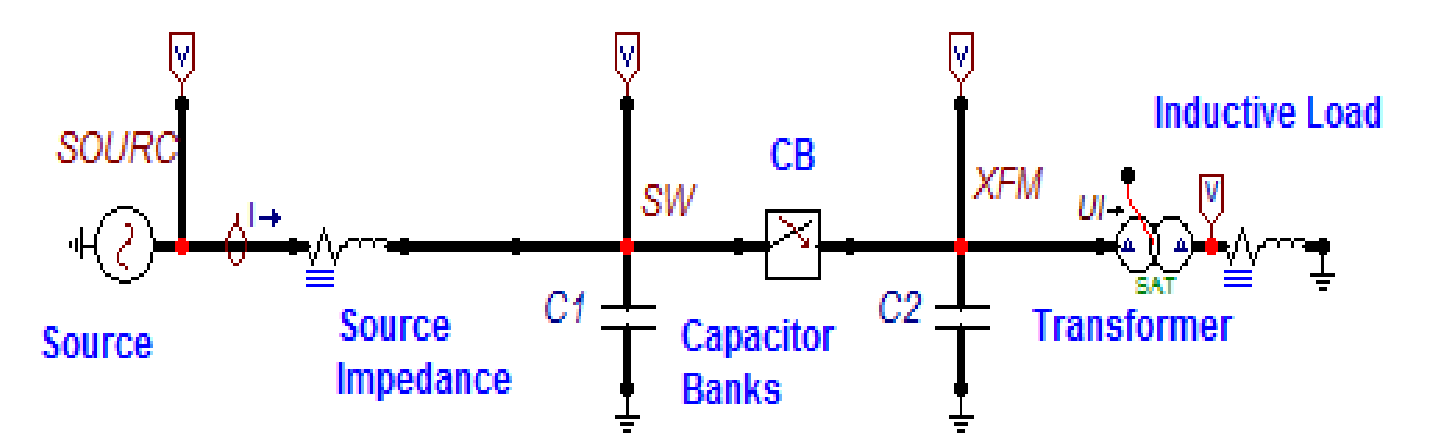 V
V
V
Inductive Load
SOURC
CB
XFM
V
I
SW
UI
SAT
C1
C2
Source
Source
Impedance
Capacitor
Banks
Transformer